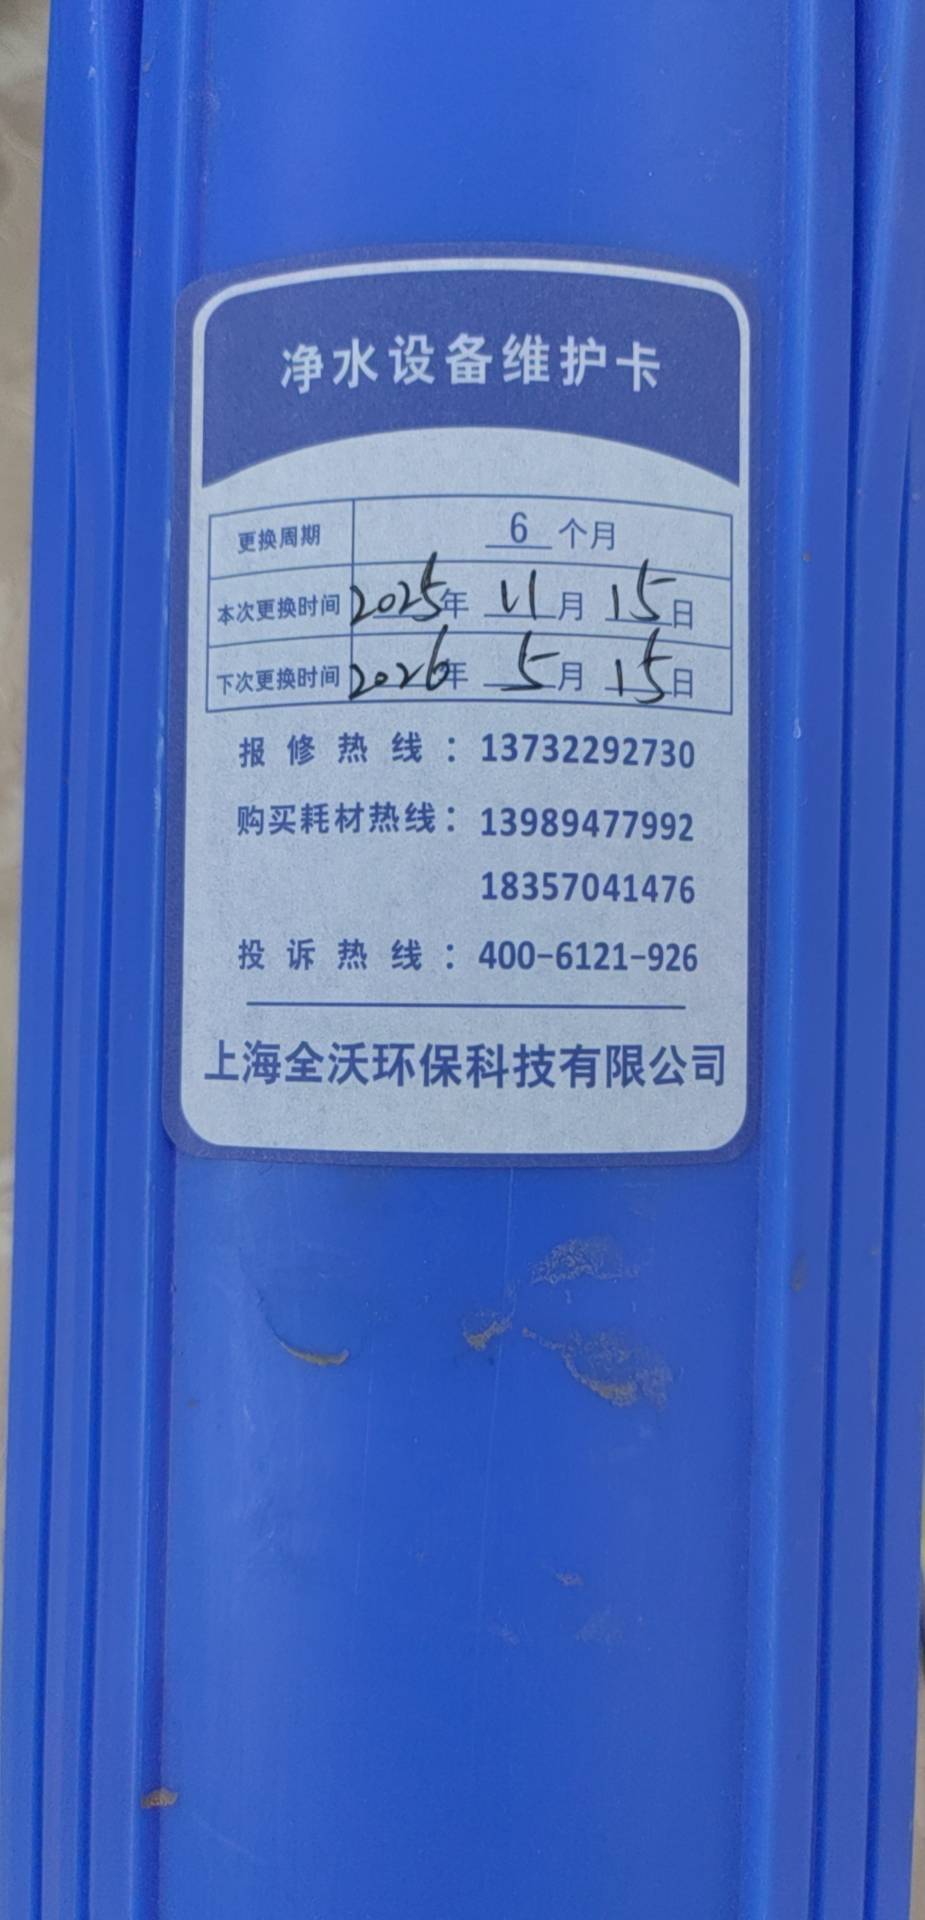 净水设备维护卡
更换周期 6 个月
本次更换时间 2025年 11月 15日
下次更换时间 2026年 5月 15日
报修热线：13732292730
购买耗材热线：13989477992
18357041476
投诉热线：400-6121-926
上海全沃环保科技有限公司